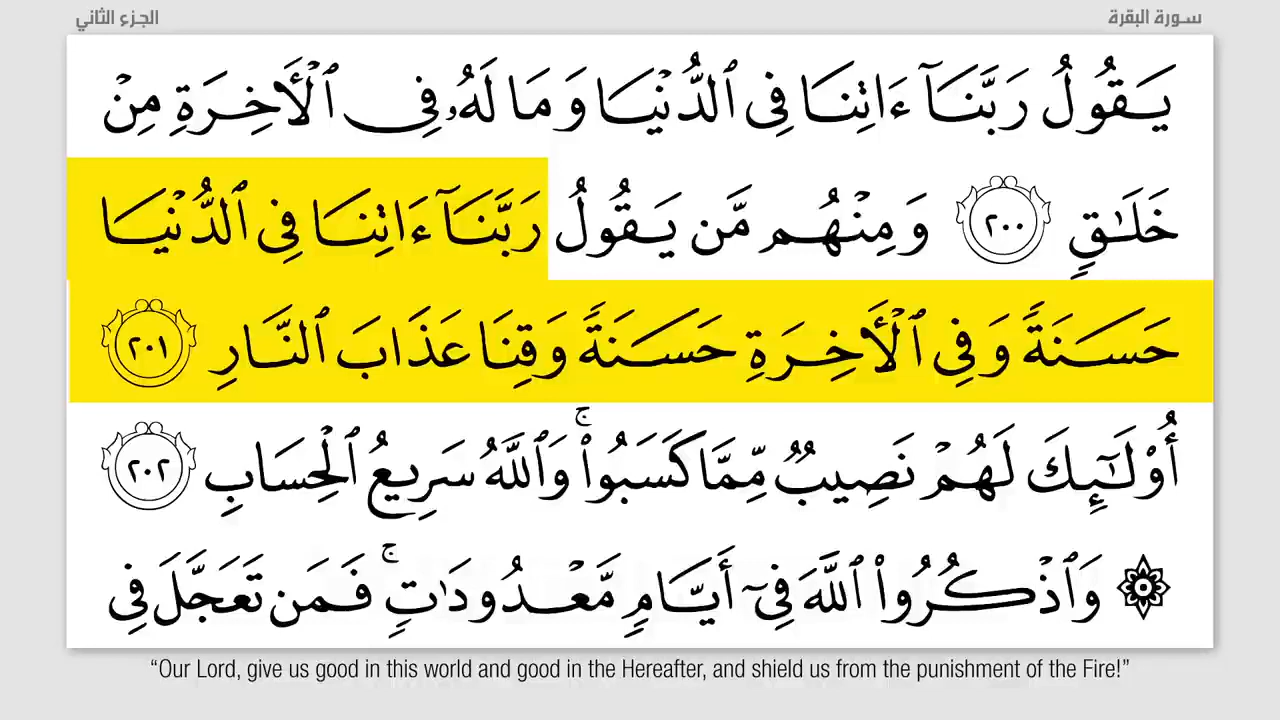 سورة البقرة
الجزء الثاني
يَقُولُ رَبَّنَآ ءَاتِنَا فِى ٱلدُّنْيَا وَمَا لَهُۥ فِى ٱلْأَخِرَةِ مِنْ
خَلَـٰقٍ ٢٠٠ وَمِنْهُم مَّن يَقُولُ رَبَّنَآ ءَاتِنَا فِى ٱلدُّنْيَا
حَسَنَةً وَفِى ٱلْأَخِرَةِ حَسَنَةً وَقِنَا عَذَابَ ٱلنَّارِ ٢٠١
أُو۟لَـٰٓئِكَ لَهُمْ نَصِيبٌ مِّمَّا كَسَبُوا۟ ۚ وَٱللَّهُ سَرِيعُ ٱلْحِسَابِ ٢٠٢
۞ وَٱذْكُرُوا۟ ٱللَّهَ فِىٓ أَيَّامٍ مَّعْدُودَٰتٍ ۚ فَمَن تَعَجَّلَ فِى
“Our Lord, give us good in this world and good in the Hereafter, and shield us from the punishment of the Fire!”